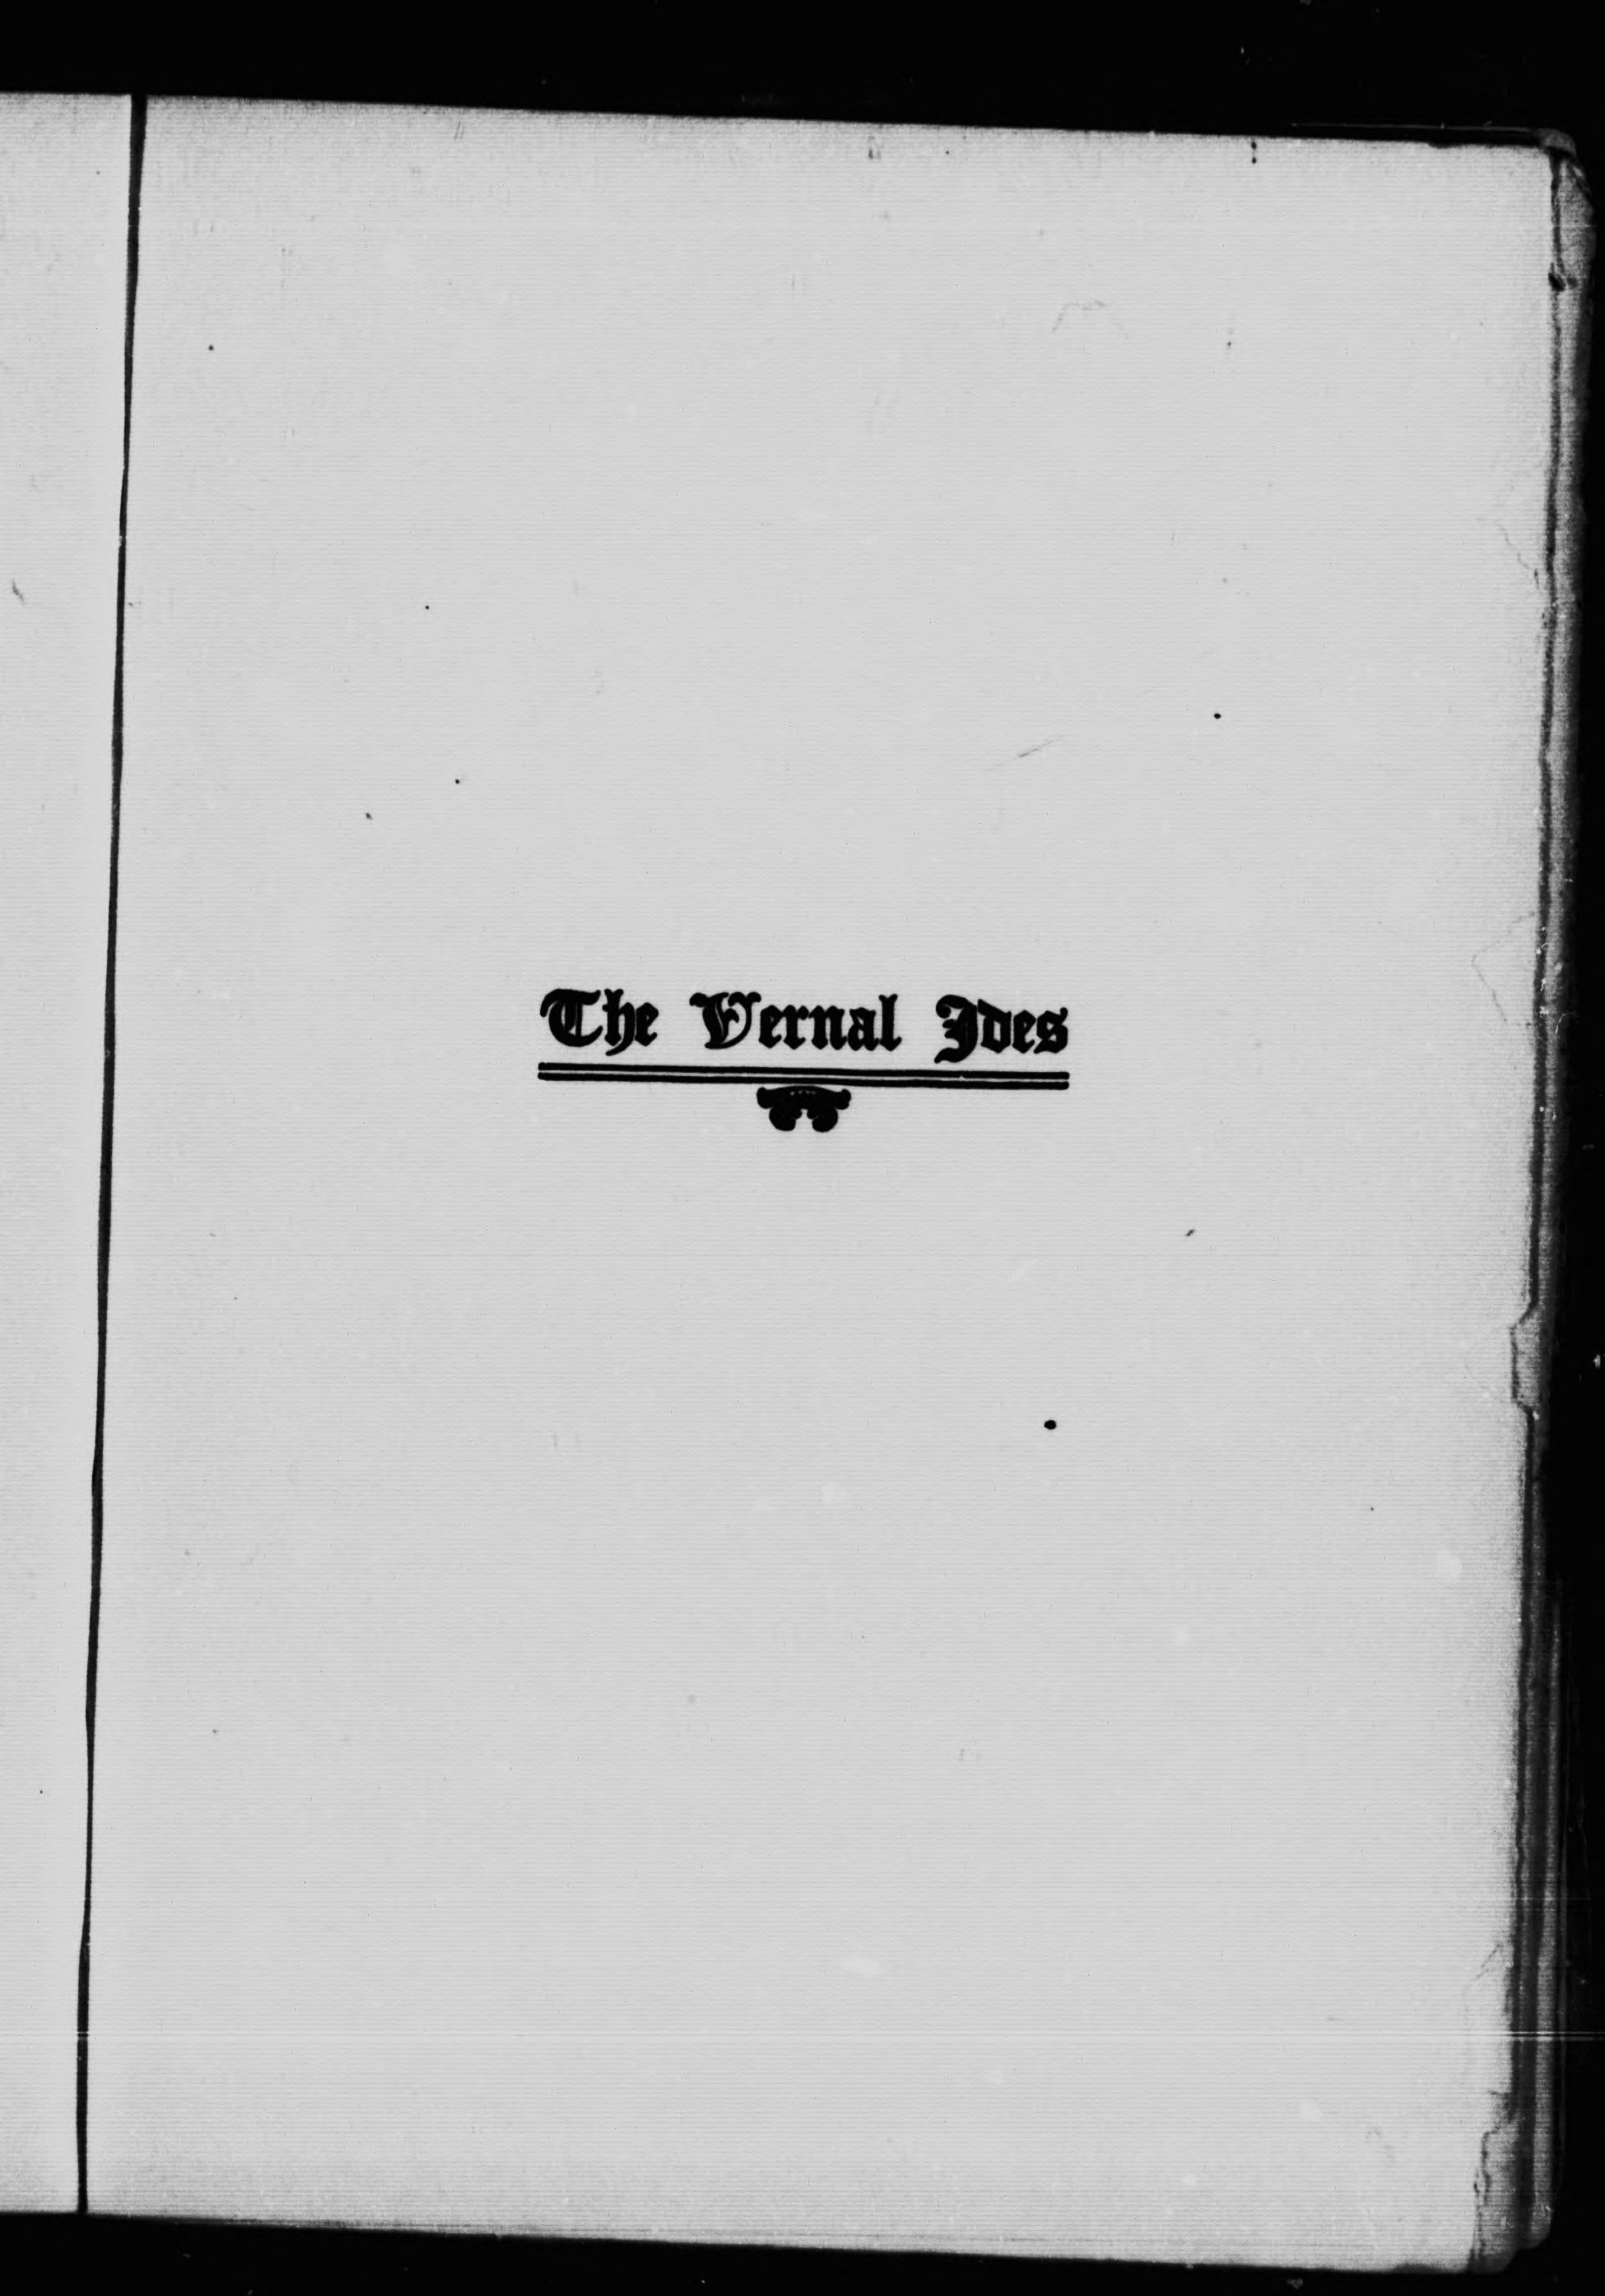 The Vernal Ides